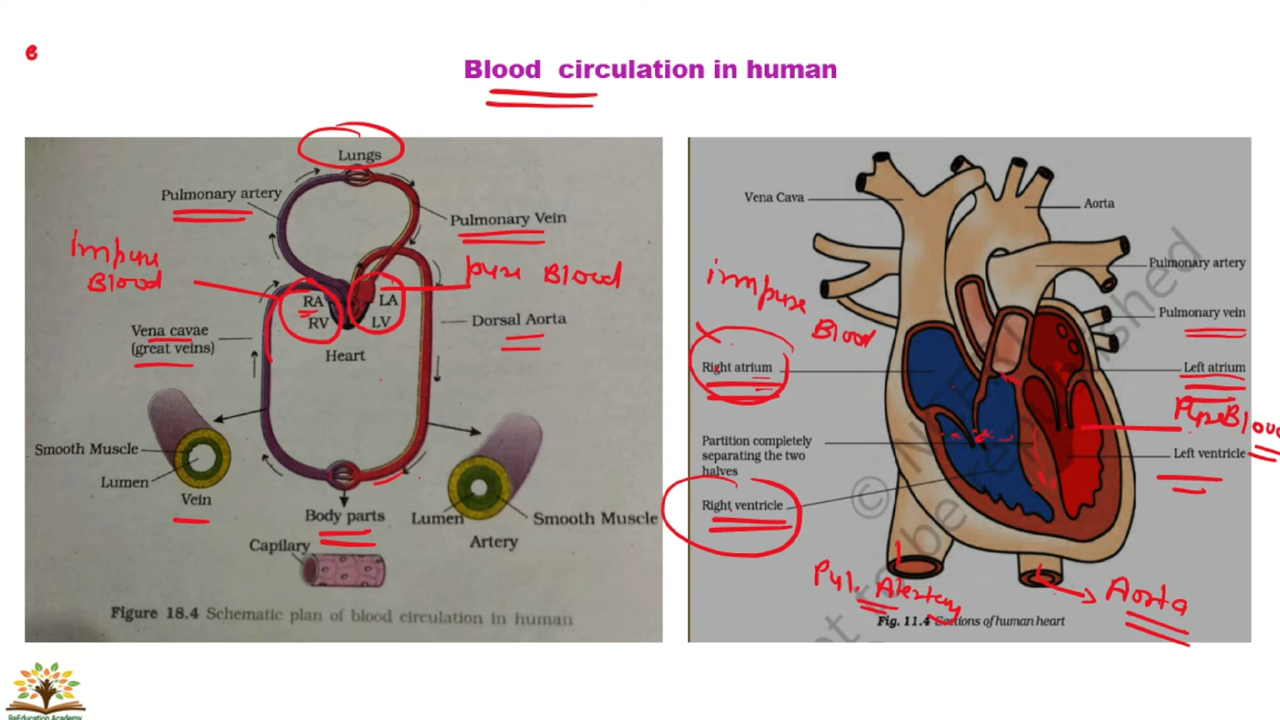 Blood circulation in human
Lungs
Pulmonary artery
Pulmonary Vein
Impure
Blood
pure Blood
RA
LA
RV
LV
Heart
Vena cavae
(great veins)
Dorsal Aorta
Smooth Muscle
Lumen
Vein
Body parts
Capilary
Lumen
Smooth Muscle
Artery
Figure 18.4 Schematic plan of blood circulation in human
Vena Cava
Aorta
Pulmonary artery
Pulmonary vein
impure
Blood
Right atrium
Left atrium
Partition completely
separating the two
halves
Left ventricle
Right ventricle
Pul.
Aorta
Fig. 11.4 Sections of human heart
ReEducation Academy